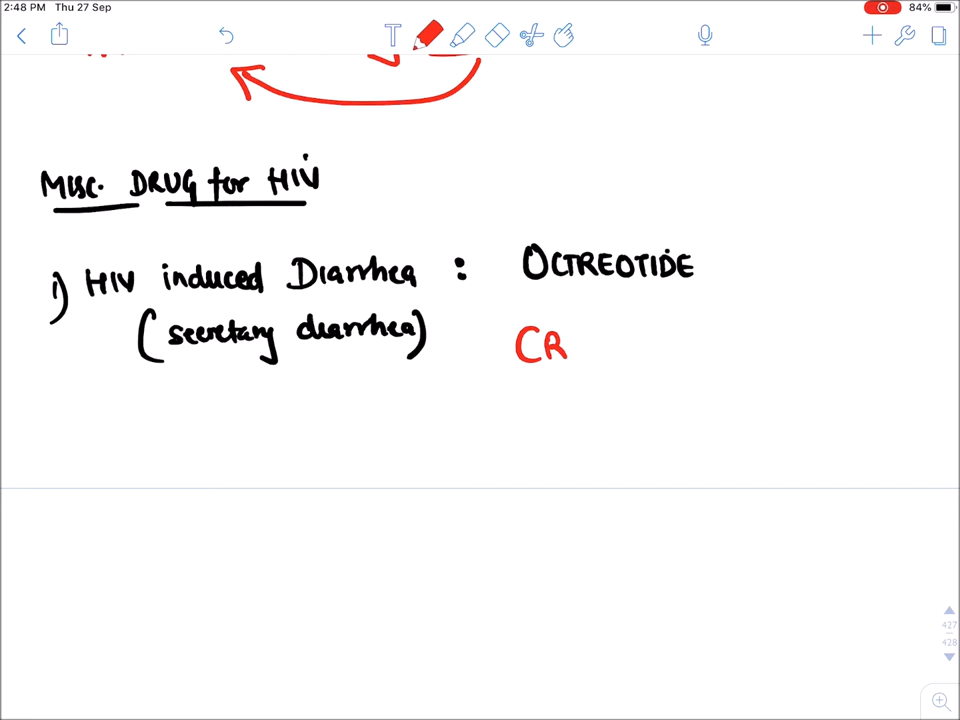 2:48 PM Thu 27 Sep 84%
T
MISC. DRUG for HIV
1) HIV induced Diarrhea : OCTREOTIDE
(secretary diarrhea) CR
427
428